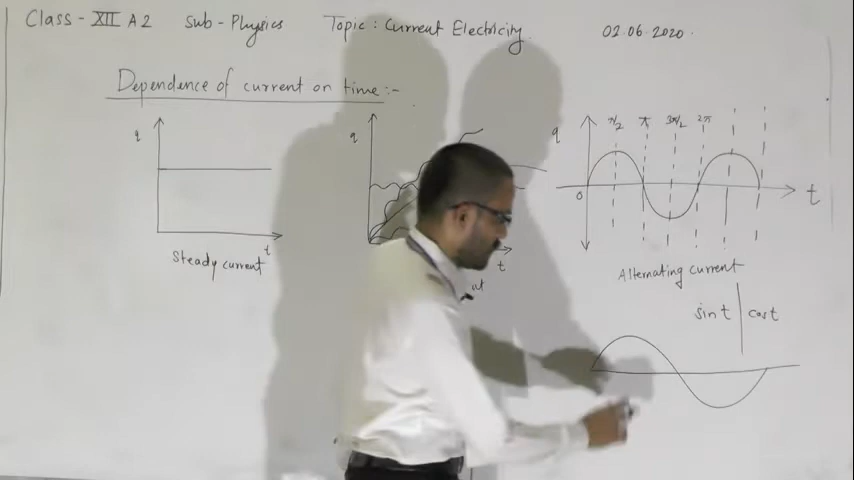 Class - XII A2 Sub - Physics Topic : Current Electricity 02.06.2020.
Dependence of current on time :-
q
t
Steady current
q
t
q
π/2 π 3π/2 2π
0
t
Alternating current
sin t cos t